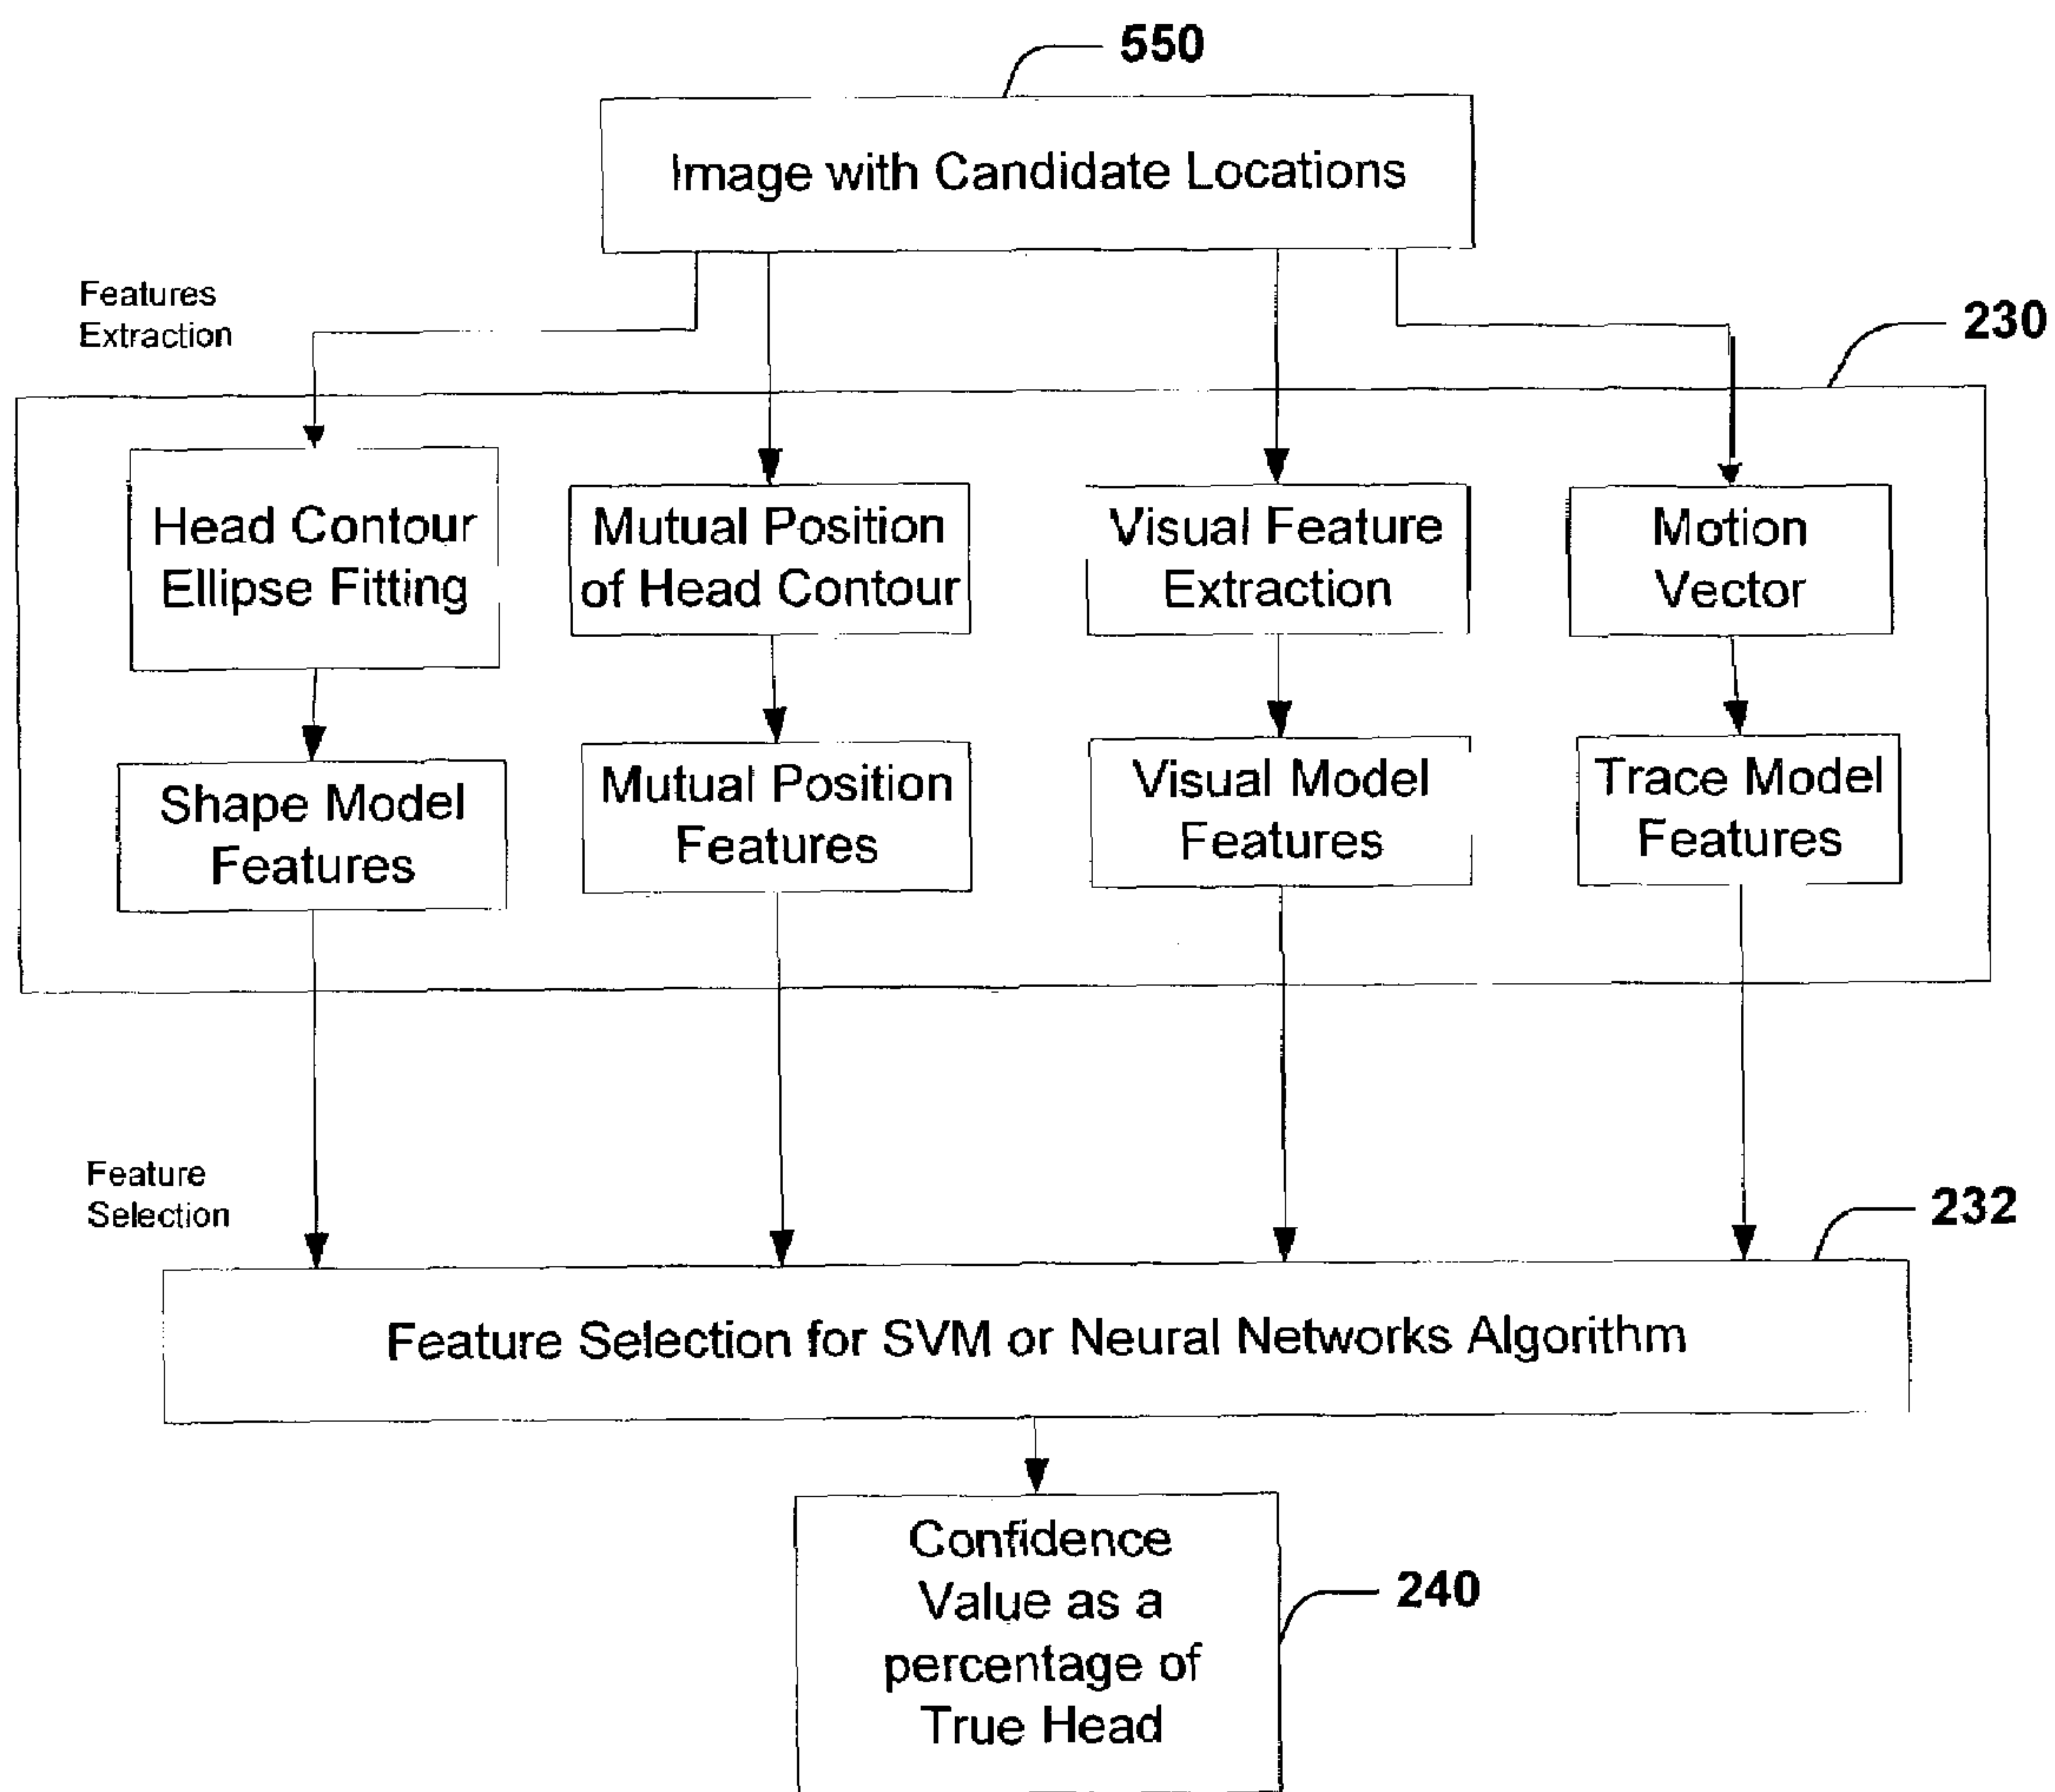 550
Image with Candidate Locations
Features
Extraction
230
Head Contour
Ellipse Fitting
Mutual Position
of Head Contour
Visual Feature
Extraction
Motion
Vector
Shape Model
Features
Mutual Position
Features
Visual Model
Features
Trace Model
Features
Feature
Selection
232
Feature Selection for SVM or Neural Networks Algorithm
Confidence
Value as a
percentage of
True Head
240